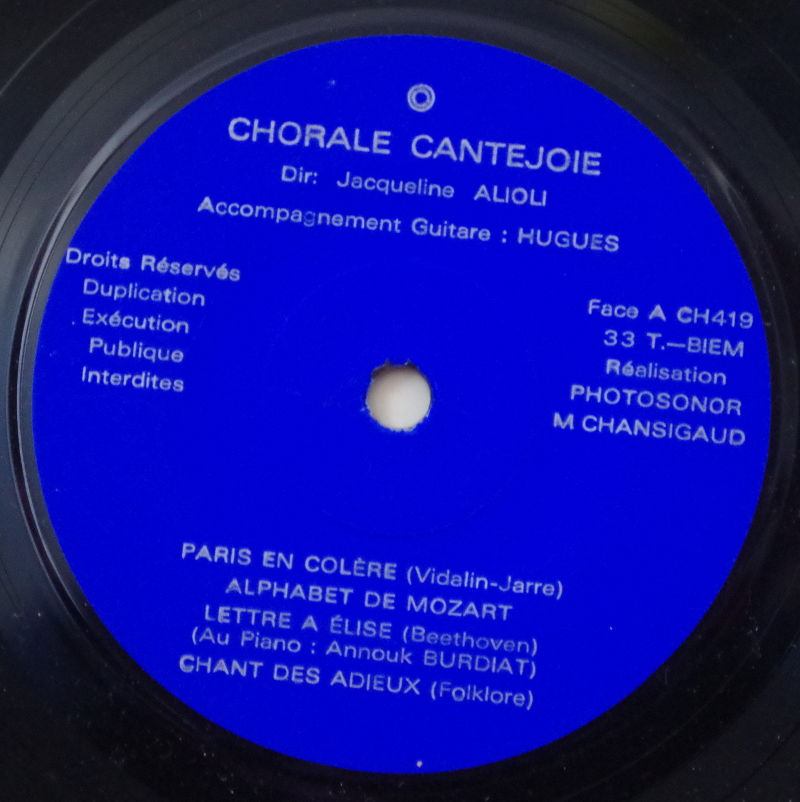 CHORALE CANTEJOIE
Dir: Jacqueline ALIOLI
Accompagnement Guitare : HUGUES
Droits Réservés
Duplication
Exécution
Publique
Interdites
Face A CH419
33 T.—BIEM
Réalisation
PHOTOSONOR
M CHANSIGAUD
PARIS EN COLÈRE (Vidalin-Jarre)
ALPHABET DE MOZART
LETTRE A ÉLISE (Beethoven)
(Au Piano : Annouk BURDIAT)
CHANT DES ADIEUX (Folklore)